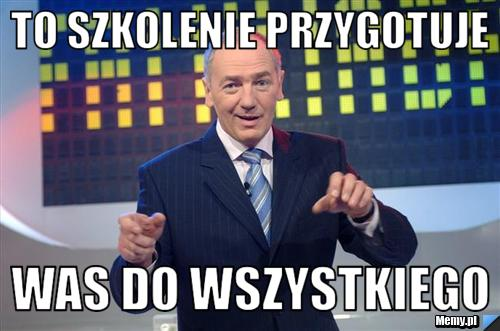 TO SZKOLENIE PRZYGOTUJE
WAS DO WSZYSTKIEGO
Memy.pl